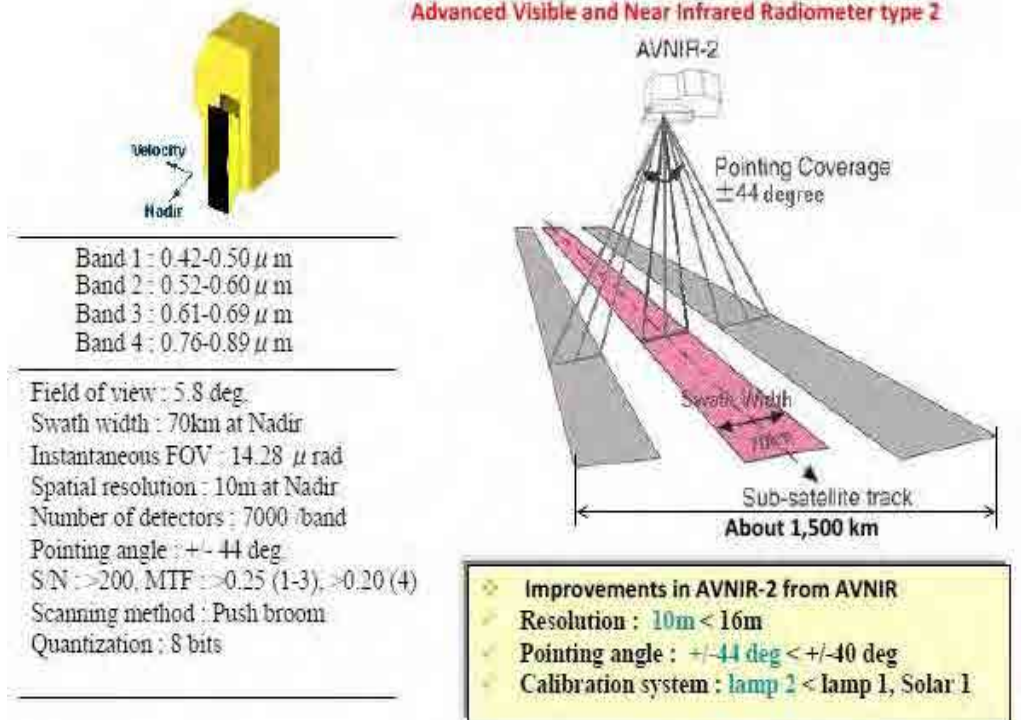 Advanced Visible and Near Infrared Radiometer type 2
AVNIR-2
Velocity
Nadir
Pointing Coverage
±44 degree
Band 1 : 0.42-0.50 μ m
Band 2 : 0.52-0.60 μ m
Band 3 : 0.61-0.69 μ m
Band 4 : 0.76-0.89 μ m
Field of view : 5.8 deg.
Swath width : 70km at Nadir
Instantaneous FOV : 14.28 μ rad
Spatial resolution : 10m at Nadir
Number of detectors : 7000 /band
Pointing angle : +/- 44 deg.
S/N : >200, MTF : >0.25 (1-3), >0.20 (4)
Scanning method : Push broom
Quantization : 8 bits
Swath Width
70km
Sub-satellite track
About 1,500 km
Improvements in AVNIR-2 from AVNIR
Resolution : 10m < 16m
Pointing angle : +/-44 deg < +/-40 deg
Calibration system : lamp 2 < lamp 1, Solar 1